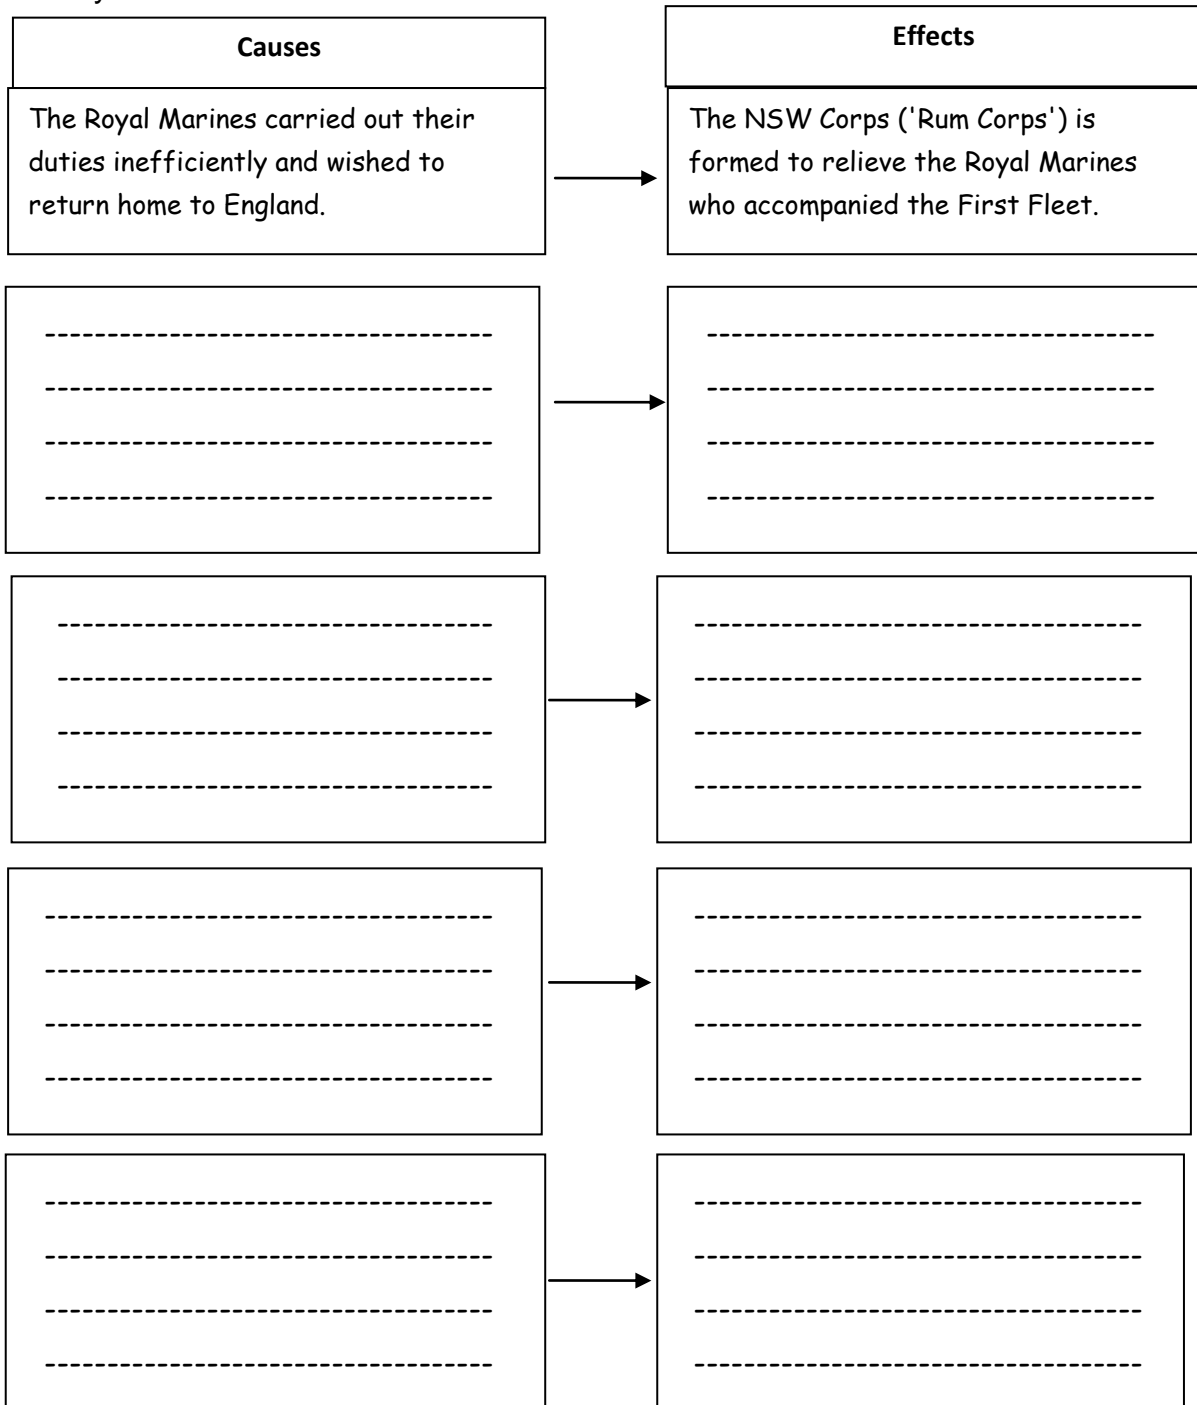 Causes
Effects
The Royal Marines carried out their
duties inefficiently and wished to
return home to England.
The NSW Corps ('Rum Corps') is
formed to relieve the Royal Marines
who accompanied the First Fleet.